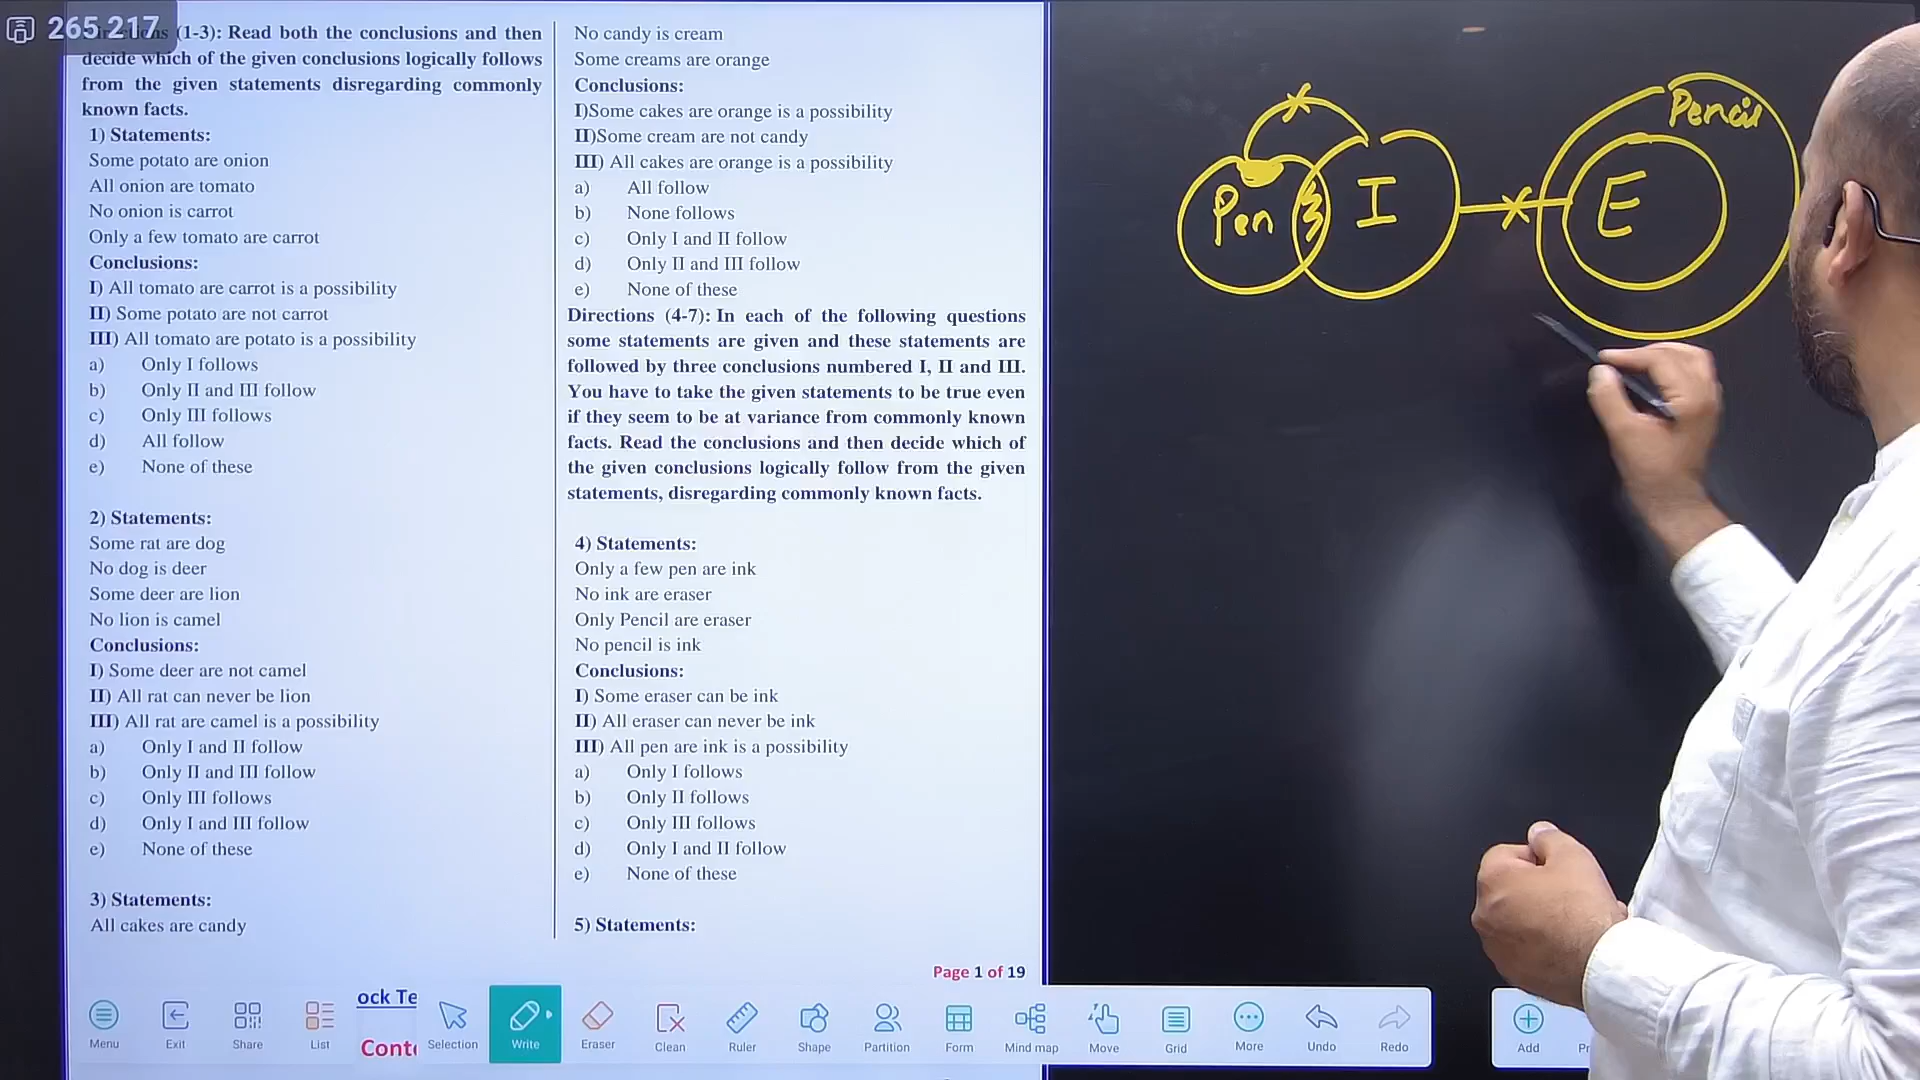 265 217
(1-3): Read both the conclusions and then
decide which of the given conclusions logically follows
from the given statements disregarding commonly
known facts.
1) Statements:
Some potato are onion
All onion are tomato
No onion is carrot
Only a few tomato are carrot
Conclusions:
I) All tomato are carrot is a possibility
II) Some potato are not carrot
III) All tomato are potato is a possibility
a) Only I follows
b) Only II and III follow
c) Only III follows
d) All follow
e) None of these
2) Statements:
Some rat are dog
No dog is deer
Some deer are lion
No lion is camel
Conclusions:
I) Some deer are not camel
II) All rat can never be lion
III) All rat are camel is a possibility
a) Only I and II follow
b) Only II and III follow
c) Only III follows
d) Only I and III follow
e) None of these
3) Statements:
All cakes are candy
No candy is cream
Some creams are orange
Conclusions:
I)Some cakes are orange is a possibility
II)Some cream are not candy
III) All cakes are orange is a possibility
a) All follow
b) None follows
c) Only I and II follow
d) Only II and III follow
e) None of these
Directions (4-7): In each of the following questions
some statements are given and these statements are
followed by three conclusions numbered I, II and III.
You have to take the given statements to be true even
if they seem to be at variance from commonly known
facts. Read the conclusions and then decide which of
the given conclusions logically follow from the given
statements, disregarding commonly known facts.
4) Statements:
Only a few pen are ink
No ink are eraser
Only Pencil are eraser
No pencil is ink
Conclusions:
I) Some eraser can be ink
II) All eraser can never be ink
III) All pen are ink is a possibility
a) Only I follows
b) Only II follows
c) Only III follows
d) Only I and II follow
e) None of these
5) Statements:
Page 1 of 19
Pen I E Pencil
ock Te
Menu Exit Share List Selection Write Eraser Clean Ruler Shape Partition Form Mind map Move Grid More Undo Redo Add